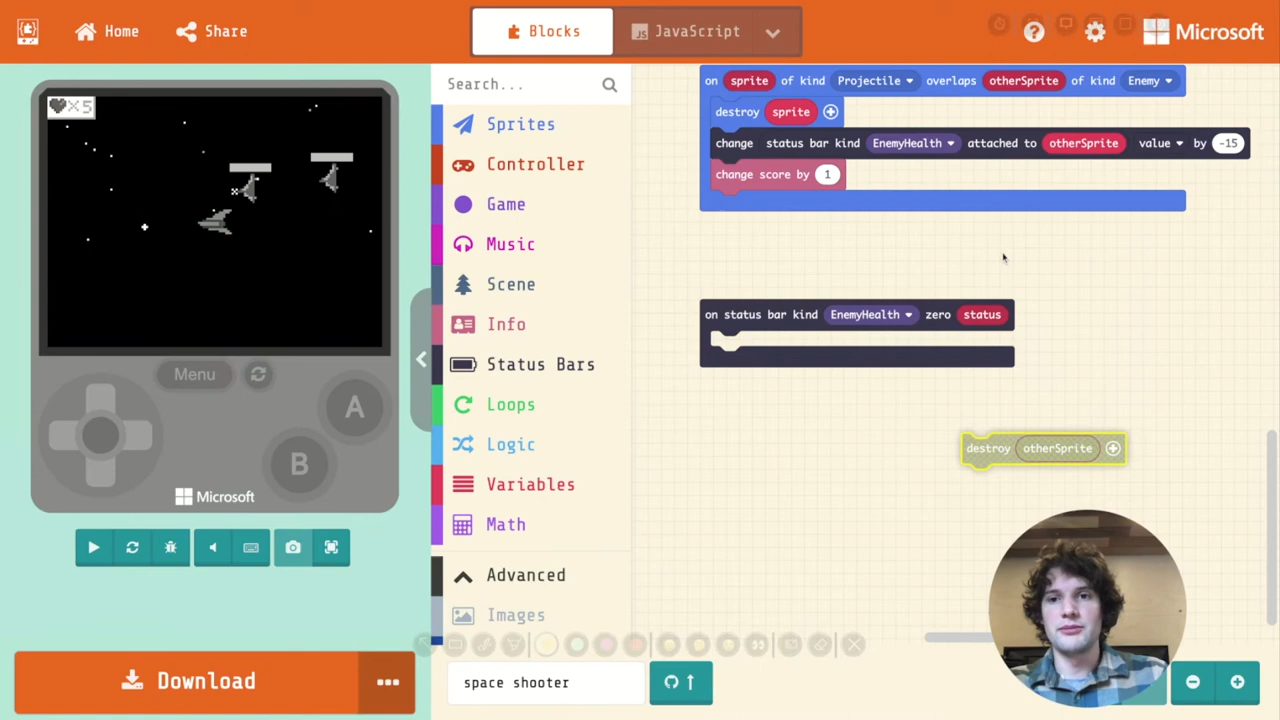 Home
Share
Blocks
JavaScript
?
Microsoft
×5
Menu
A
B
Microsoft
Download
Search...
Sprites
Controller
Game
Music
Scene
Info
Status Bars
Loops
Logic
Variables
Math
Advanced
Images
on sprite of kind Projectile overlaps otherSprite of kind Enemy
destroy sprite
change status bar kind EnemyHealth attached to otherSprite value by -15
change score by 1
on status bar kind EnemyHealth zero status
destroy otherSprite
space shooter